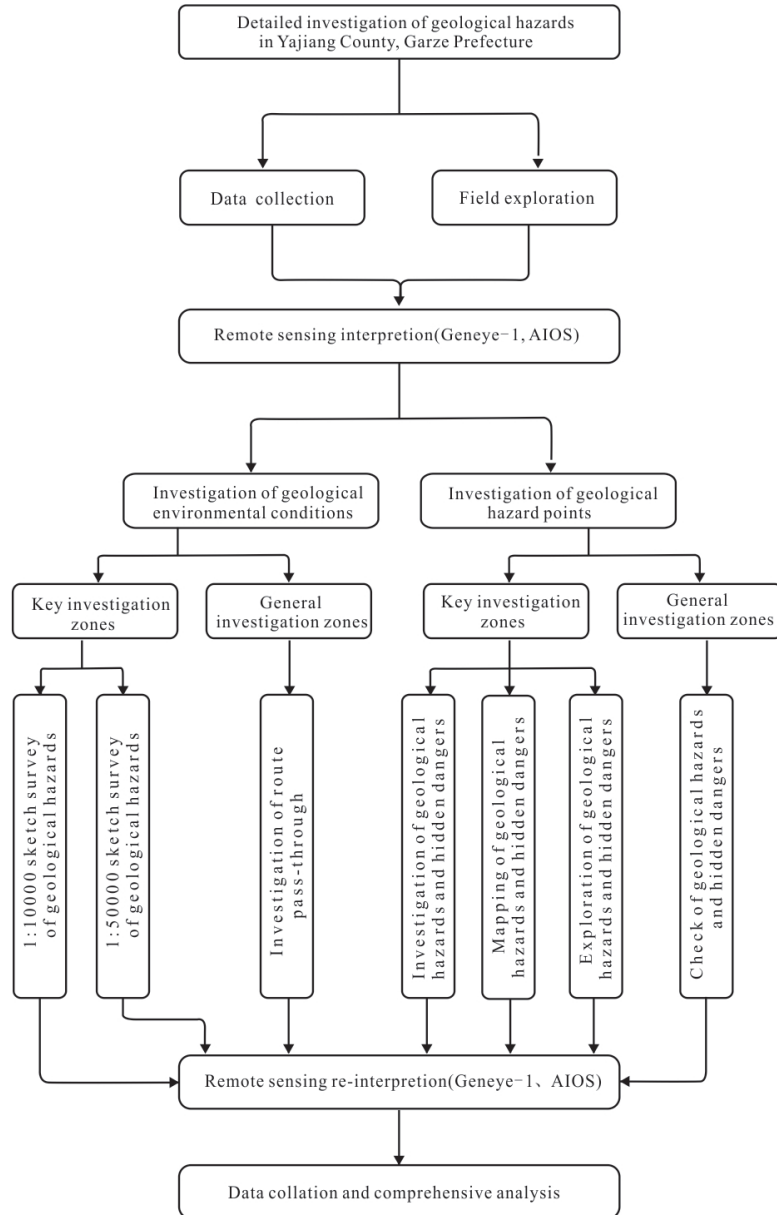 Detailed investigation of geological hazards
in Yajiang County, Garze Prefecture
Data collection
Field exploration
Remote sensing interpretion(Geneye−1, AIOS)
Investigation of geological
environmental conditions
Investigation of geological
hazard points
Key investigation
zones
General
investigation zones
Key investigation
zones
General
investigation zones
1:10000 sketch survey
of geological hazards
1:50000 sketch survey
of geological hazards
Investigation of route
pass-through
Investigation of geological
hazards and hidden dangers
Mapping of geological
hazards and hidden dangers
Exploration of geological
hazards and hidden dangers
Check of geological hazards
and hidden dangers
Remote sensing re-interpretion(Geneye−1、AIOS)
Data collation and comprehensive analysis